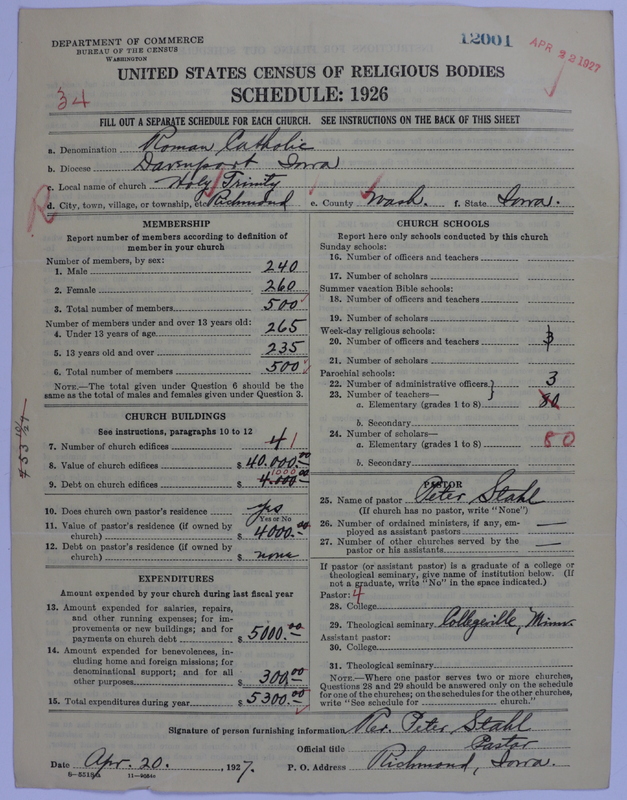 DEPARTMENT OF COMMERCE
BUREAU OF THE CENSUS
WASHINGTON
12001
APR 22 1927
UNITED STATES CENSUS OF RELIGIOUS BODIES
34
SCHEDULE: 1926
FILL OUT A SEPARATE SCHEDULE FOR EACH CHURCH. SEE INSTRUCTIONS ON THE BACK OF THIS SHEET
a. Denomination Roman Catholic
b. Diocese Davenport Iowa
c. Local name of church Holy Trinity
R
d. City, town, village, or township, etc. Richmond e. County Wash. f. State Iowa.
MEMBERSHIP
Report number of members according to definition of
member in your church
Number of members, by sex:
1. Male 240
2. Female 260
3. Total number of members 500
Number of members under and over 13 years old:
4. Under 13 years of age 265
5. 13 years old and over 235
6. Total number of members 500
NOTE.—The total given under Question 6 should be the
same as the total of males and females given under Question 3.
CHURCH BUILDINGS
See instructions, paragraphs 10 to 12
7. Number of church edifices 4 1
8. Value of church edifices $ 40.000.00
1000
9. Debt on church edifices $ 4.000.00
10. Does church own pastor's residence yes
Yes or No
11. Value of pastor's residence (if owned by
church) $ 4000.00
12. Debt on pastor's residence (if owned by
church) $ none
EXPENDITURES
Amount expended by your church during last fiscal year
13. Amount expended for salaries, repairs,
and other running expenses; for im-
provements or new buildings; and for
payments on church debt $ 5000.00
14. Amount expended for benevolences, in-
cluding home and foreign missions; for
denominational support; and for all
other purposes $ 300.00
15. Total expenditures during year $ 5300.00
CHURCH SCHOOLS
Report here only schools conducted by this church
Sunday schools:
16. Number of officers and teachers
17. Number of scholars
Summer vacation Bible schools:
18. Number of officers and teachers
19. Number of scholars
Week-day religious schools:
20. Number of officers and teachers 3
21. Number of scholars
Parochial schools:
22. Number of administrative officers 3
23. Number of teachers—
a. Elementary (grades 1 to 8) 80
b. Secondary
24. Number of scholars—
a. Elementary (grades 1 to 8) 80
b. Secondary
PASTOR
25. Name of pastor Peter Stahl
(If church has no pastor, write "None")
26. Number of ordained ministers, if any, em-
ployed as assistant pastors —
27. Number of other churches served by the
pastor or his assistants —
If pastor (or assistant pastor) is a graduate of a college or
theological seminary, give name of institution below. (If
not a graduate, write "No" in the space indicated.)
Pastor: 4
28. College
29. Theological seminary Collegeville, Minn.
Assistant pastor:
30. College
31. Theological seminary
NOTE.—Where one pastor serves two or more churches,
Questions 28 and 29 should be answered only on the schedule
for one of the churches; on the schedules for the other churches,
write "See schedule for church."
Signature of person furnishing information Rev. Peter Stahl
Official title Pastor
Date Apr. 20. , 1927. P. O. Address Richmond, Iowa.